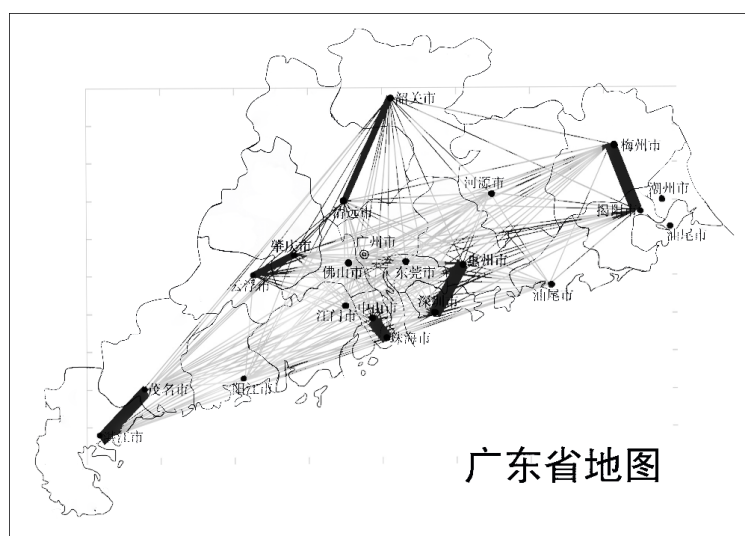 韶关市
梅州市
河源市
潮州市
清远市
揭阳市
汕尾市
肇庆市
广州市
云浮市
佛山市
东莞市
惠州市
汕尾市
江门市
中山市
深圳市
珠海市
茂名市
阳江市
湛江市
广东省地图